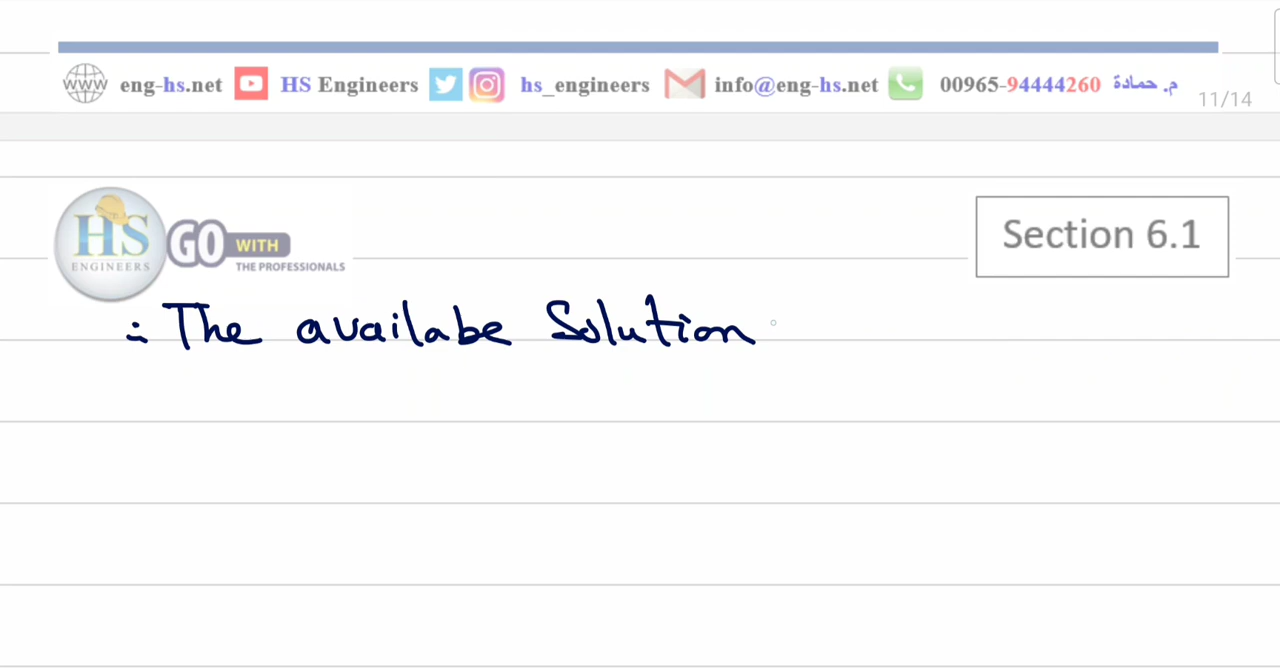 www eng-hs.net HS Engineers hs_engineers info@eng-hs.net 00965-94444260 م. حمادة
11/14
HS ENGINEERS GO WITH THE PROFESSIONALS
Section 6.1
∴ The availabe Solution